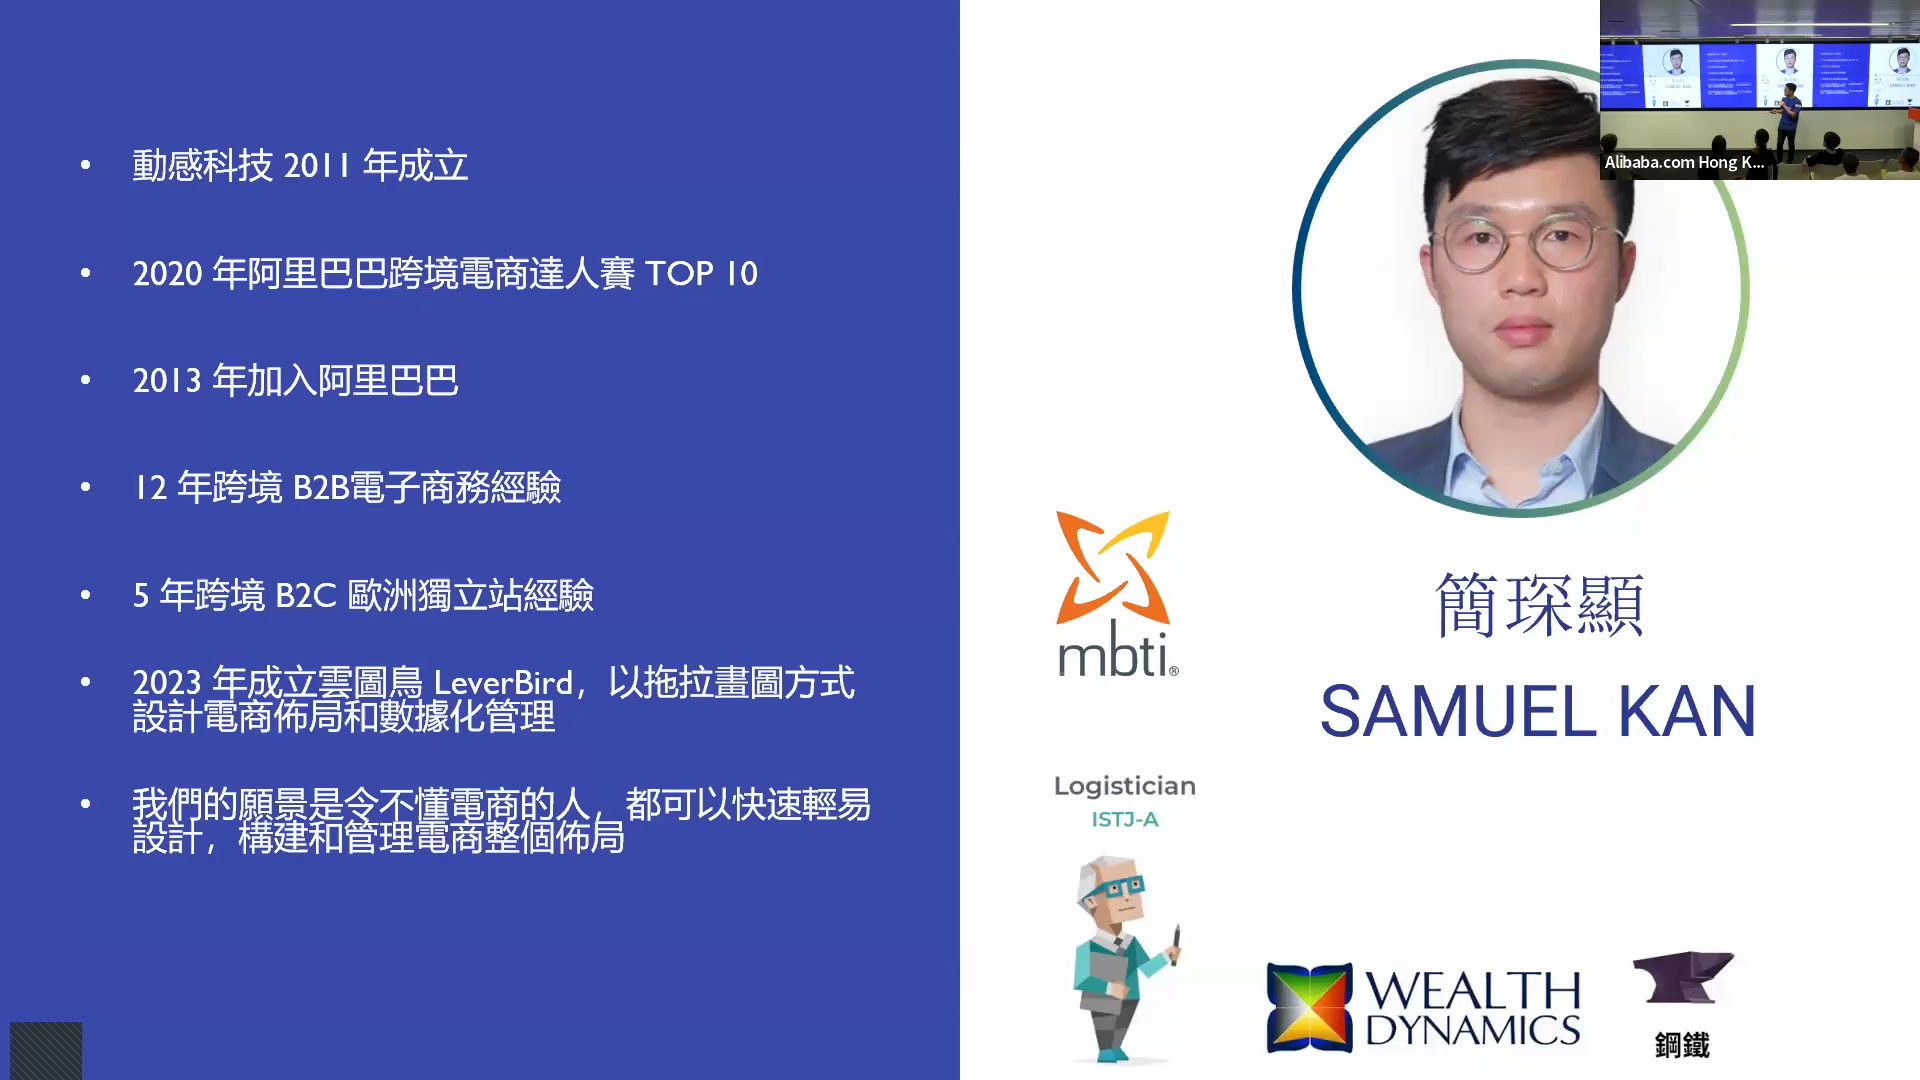 • 動感科技 2011 年成立
• 2020 年阿里巴巴跨境電商達人賽 TOP 10
• 2013 年加入阿里巴巴
• 12 年跨境 B2B電子商務經驗
• 5 年跨境 B2C 歐洲獨立站經驗
• 2023 年成立雲圖鳥 LeverBird，以拖拉畫圖方式
設計電商佈局和數據化管理
• 我們的願景是令不懂電商的人，都可以快速輕易
設計，構建和管理電商整個佈局
Alibaba.com Hong K...
mbti®
簡琛顯
SAMUEL KAN
Logistician
ISTJ-A
WEALTH
DYNAMICS
鋼鐵